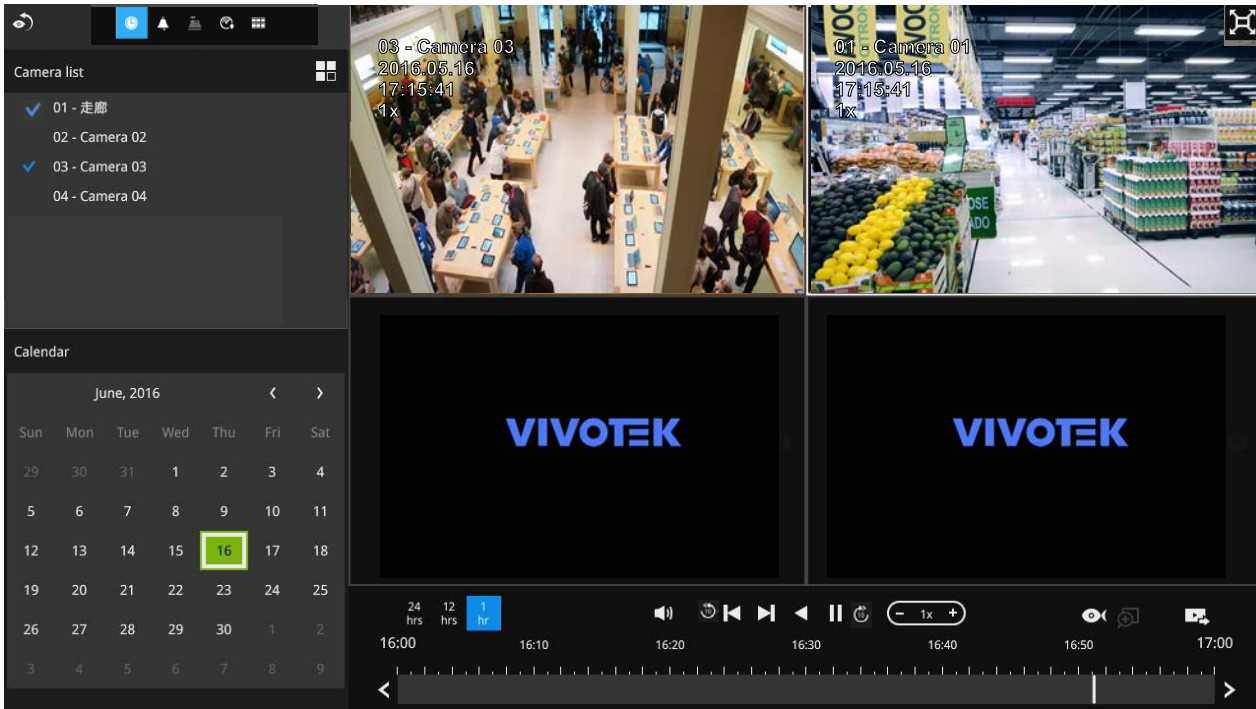 Camera list
01 - 走廊
02 - Camera 02
03 - Camera 03
04 - Camera 04
Calendar
June, 2016
Sun Mon Tue Wed Thu Fri Sat
29 30 31 1 2 3 4
5 6 7 8 9 10 11
12 13 14 15 16 17 18
19 20 21 22 23 24 25
26 27 28 29 30 1 2
3 4 5 6 7 8 9
03 - Camera 03
2016.05.16
17:15:41
1x
01 - Camera 01
2016.05.16
17:15:41
1x
VOC
VOC
TRON
OSE
ADO
VIVOTEK
VIVOTEK
24 hrs
12 hrs
1 hr
1x
16:00 16:10 16:20 16:30 16:40 16:50 17:00